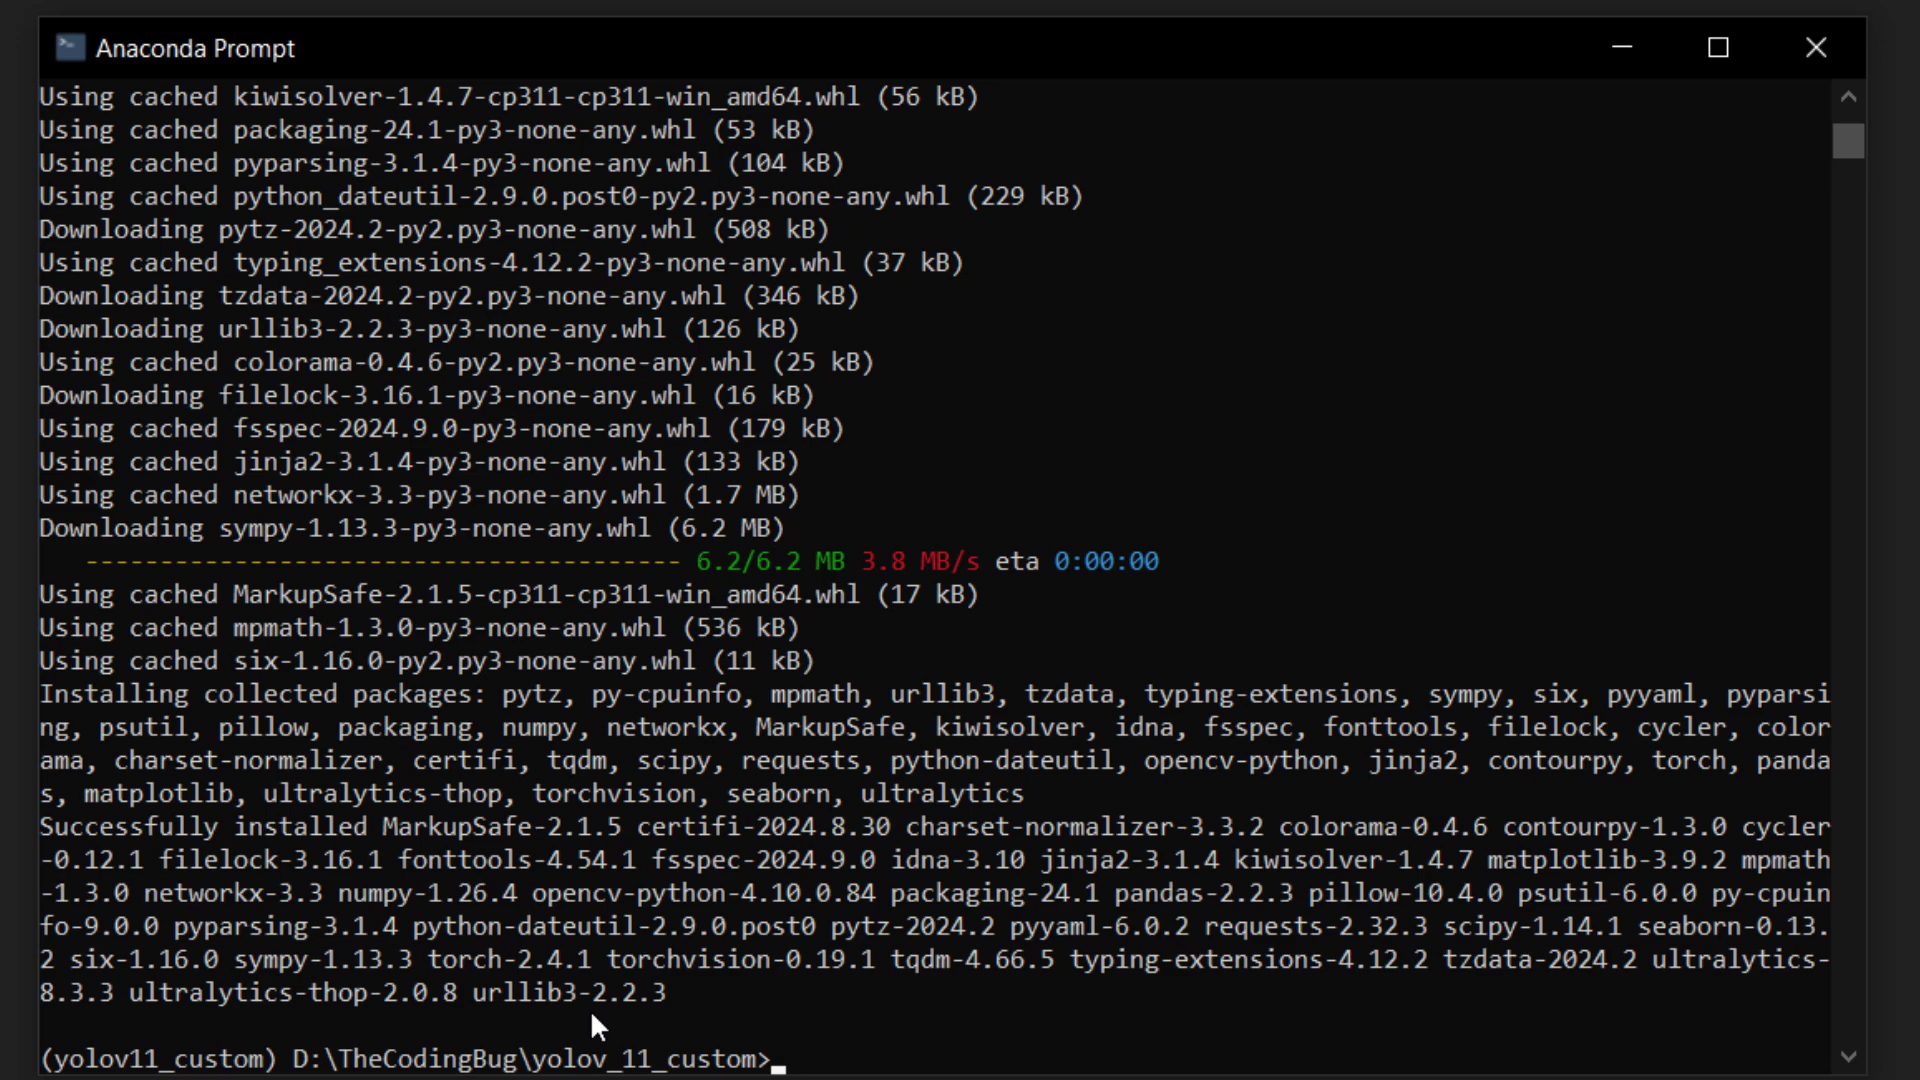 Anaconda Prompt
Using cached kiwisolver-1.4.7-cp311-cp311-win_amd64.whl (56 kB)
Using cached packaging-24.1-py3-none-any.whl (53 kB)
Using cached pyparsing-3.1.4-py3-none-any.whl (104 kB)
Using cached python_dateutil-2.9.0.post0-py2.py3-none-any.whl (229 kB)
Downloading pytz-2024.2-py2.py3-none-any.whl (508 kB)
Using cached typing_extensions-4.12.2-py3-none-any.whl (37 kB)
Downloading tzdata-2024.2-py2.py3-none-any.whl (346 kB)
Downloading urllib3-2.2.3-py3-none-any.whl (126 kB)
Using cached colorama-0.4.6-py2.py3-none-any.whl (25 kB)
Downloading filelock-3.16.1-py3-none-any.whl (16 kB)
Using cached fsspec-2024.9.0-py3-none-any.whl (179 kB)
Using cached jinja2-3.1.4-py3-none-any.whl (133 kB)
Using cached networkx-3.3-py3-none-any.whl (1.7 MB)
Downloading sympy-1.13.3-py3-none-any.whl (6.2 MB)
---------------------------------------- 6.2/6.2 MB 3.8 MB/s eta 0:00:00
Using cached MarkupSafe-2.1.5-cp311-cp311-win_amd64.whl (17 kB)
Using cached mpmath-1.3.0-py3-none-any.whl (536 kB)
Using cached six-1.16.0-py2.py3-none-any.whl (11 kB)
Installing collected packages: pytz, py-cpuinfo, mpmath, urllib3, tzdata, typing-extensions, sympy, six, pyyaml, pyparsi
ng, psutil, pillow, packaging, numpy, networkx, MarkupSafe, kiwisolver, idna, fsspec, fonttools, filelock, cycler, color
ama, charset-normalizer, certifi, tqdm, scipy, requests, python-dateutil, opencv-python, jinja2, contourpy, torch, panda
s, matplotlib, ultralytics-thop, torchvision, seaborn, ultralytics
Successfully installed MarkupSafe-2.1.5 certifi-2024.8.30 charset-normalizer-3.3.2 colorama-0.4.6 contourpy-1.3.0 cycler
-0.12.1 filelock-3.16.1 fonttools-4.54.1 fsspec-2024.9.0 idna-3.10 jinja2-3.1.4 kiwisolver-1.4.7 matplotlib-3.9.2 mpmath
-1.3.0 networkx-3.3 numpy-1.26.4 opencv-python-4.10.0.84 packaging-24.1 pandas-2.2.3 pillow-10.4.0 psutil-6.0.0 py-cpuin
fo-9.0.0 pyparsing-3.1.4 python-dateutil-2.9.0.post0 pytz-2024.2 pyyaml-6.0.2 requests-2.32.3 scipy-1.14.1 seaborn-0.13.
2 six-1.16.0 sympy-1.13.3 torch-2.4.1 torchvision-0.19.1 tqdm-4.66.5 typing-extensions-4.12.2 tzdata-2024.2 ultralytics-
8.3.3 ultralytics-thop-2.0.8 urllib3-2.2.3
(yolov11_custom) D:\TheCodingBug\yolov_11_custom>